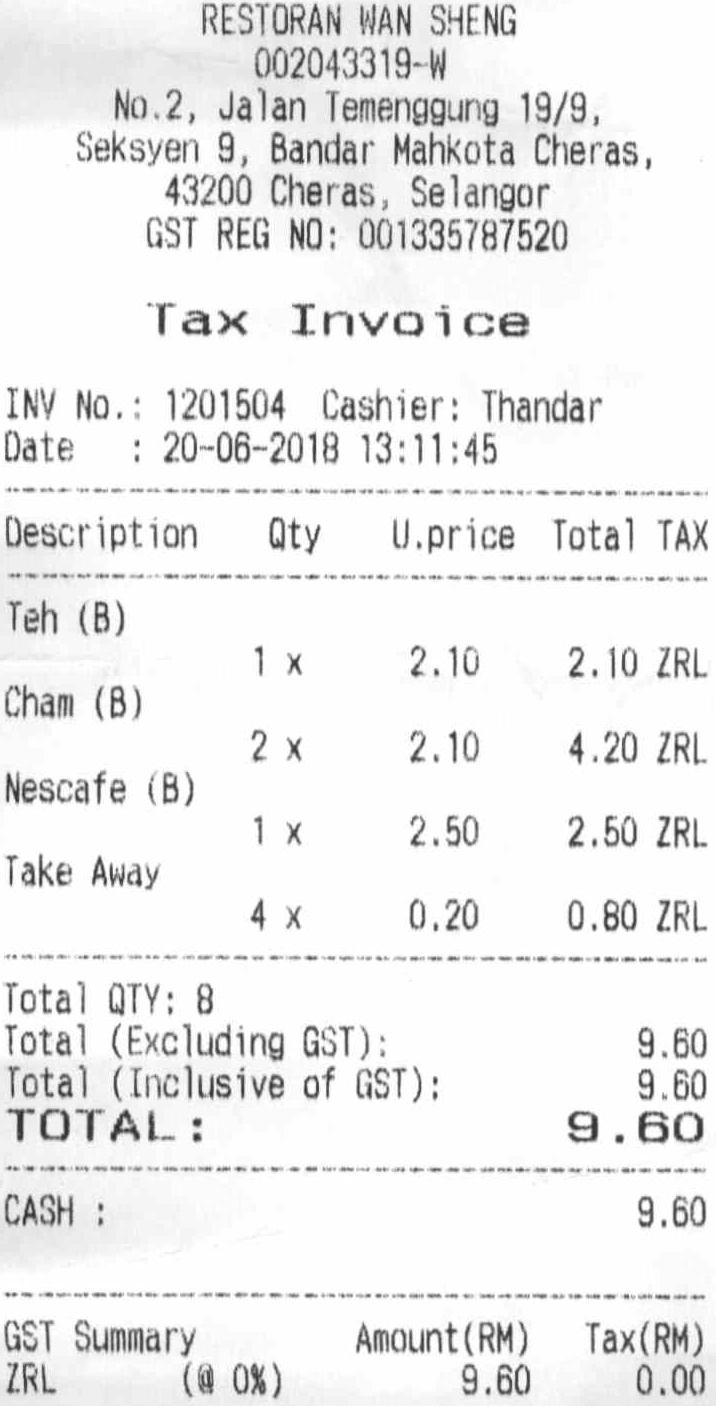 RESTORAN WAN SHENG
002043319-W
No.2, Jalan Temenggung 19/9,
Seksyen 9, Bandar Mahkota Cheras,
43200 Cheras, Selangor
GST REG NO: 001335787520
Tax Invoice
INV No.: 1201504 Cashier: Thandar
Date : 20-06-2018 13:11:45
Description Qty U.price Total TAX
Teh (B)
1 x 2.10 2.10 ZRL
Cham (B)
2 x 2.10 4.20 ZRL
Nescafe (B)
1 x 2.50 2.50 ZRL
Take Away
4 x 0.20 0.80 ZRL
Total QTY: 8
Total (Excluding GST): 9.60
Total (Inclusive of GST): 9.60
TOTAL: 9.60
CASH : 9.60
GST Summary Amount(RM) Tax(RM)
ZRL (@ 0%) 9.60 0.00